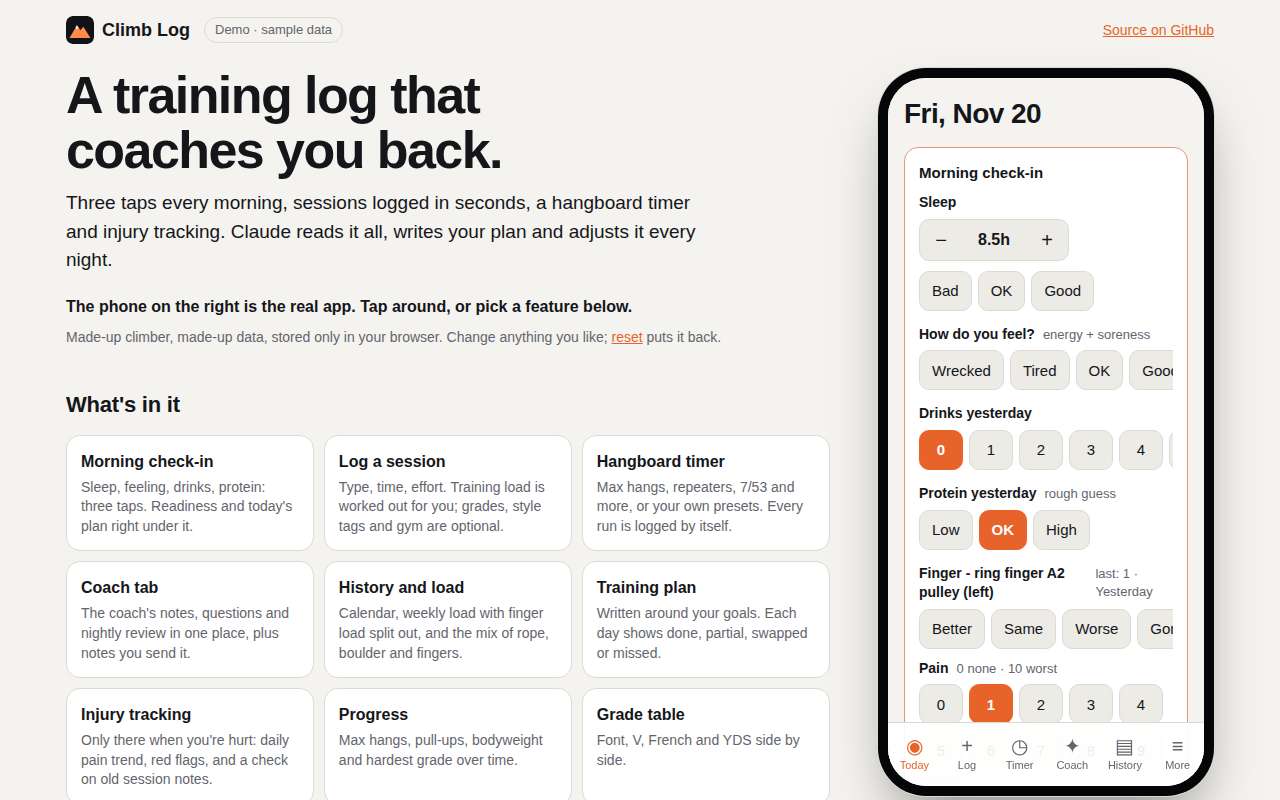 Climb Log
Demo · sample data
Source on GitHub
A training log that
coaches you back.
Three taps every morning, sessions logged in seconds, a hangboard timer
and injury tracking. Claude reads it all, writes your plan and adjusts it every
night.
The phone on the right is the real app. Tap around, or pick a feature below.
Made-up climber, made-up data, stored only in your browser. Change anything you like; reset puts it back.
What's in it
Morning check-in
Sleep, feeling, drinks, protein:
three taps. Readiness and today's
plan right under it.
Log a session
Type, time, effort. Training load is
worked out for you; grades, style
tags and gym are optional.
Hangboard timer
Max hangs, repeaters, 7/53 and
more, or your own presets. Every
run is logged by itself.
Coach tab
The coach's notes, questions and
nightly review in one place, plus
notes you send it.
History and load
Calendar, weekly load with finger
load split out, and the mix of rope,
boulder and fingers.
Training plan
Written around your goals. Each
day shows done, partial, swapped
or missed.
Injury tracking
Only there when you're hurt: daily
pain trend, red flags, and a check
on old session notes.
Progress
Max hangs, pull-ups, bodyweight
and hardest grade over time.
Grade table
Font, V, French and YDS side by
side.
Fri, Nov 20
Morning check-in
Sleep
− 8.5h +
Bad OK Good
How do you feel? energy + soreness
Wrecked Tired OK Good
Drinks yesterday
0 1 2 3 4
Protein yesterday rough guess
Low OK High
Finger - ring finger A2 last: 1 ·
pulley (left) Yesterday
Better Same Worse Gon
Pain 0 none · 10 worst
0 1 2 3 4
5 6 7 8 9
Today + Log Timer Coach History More